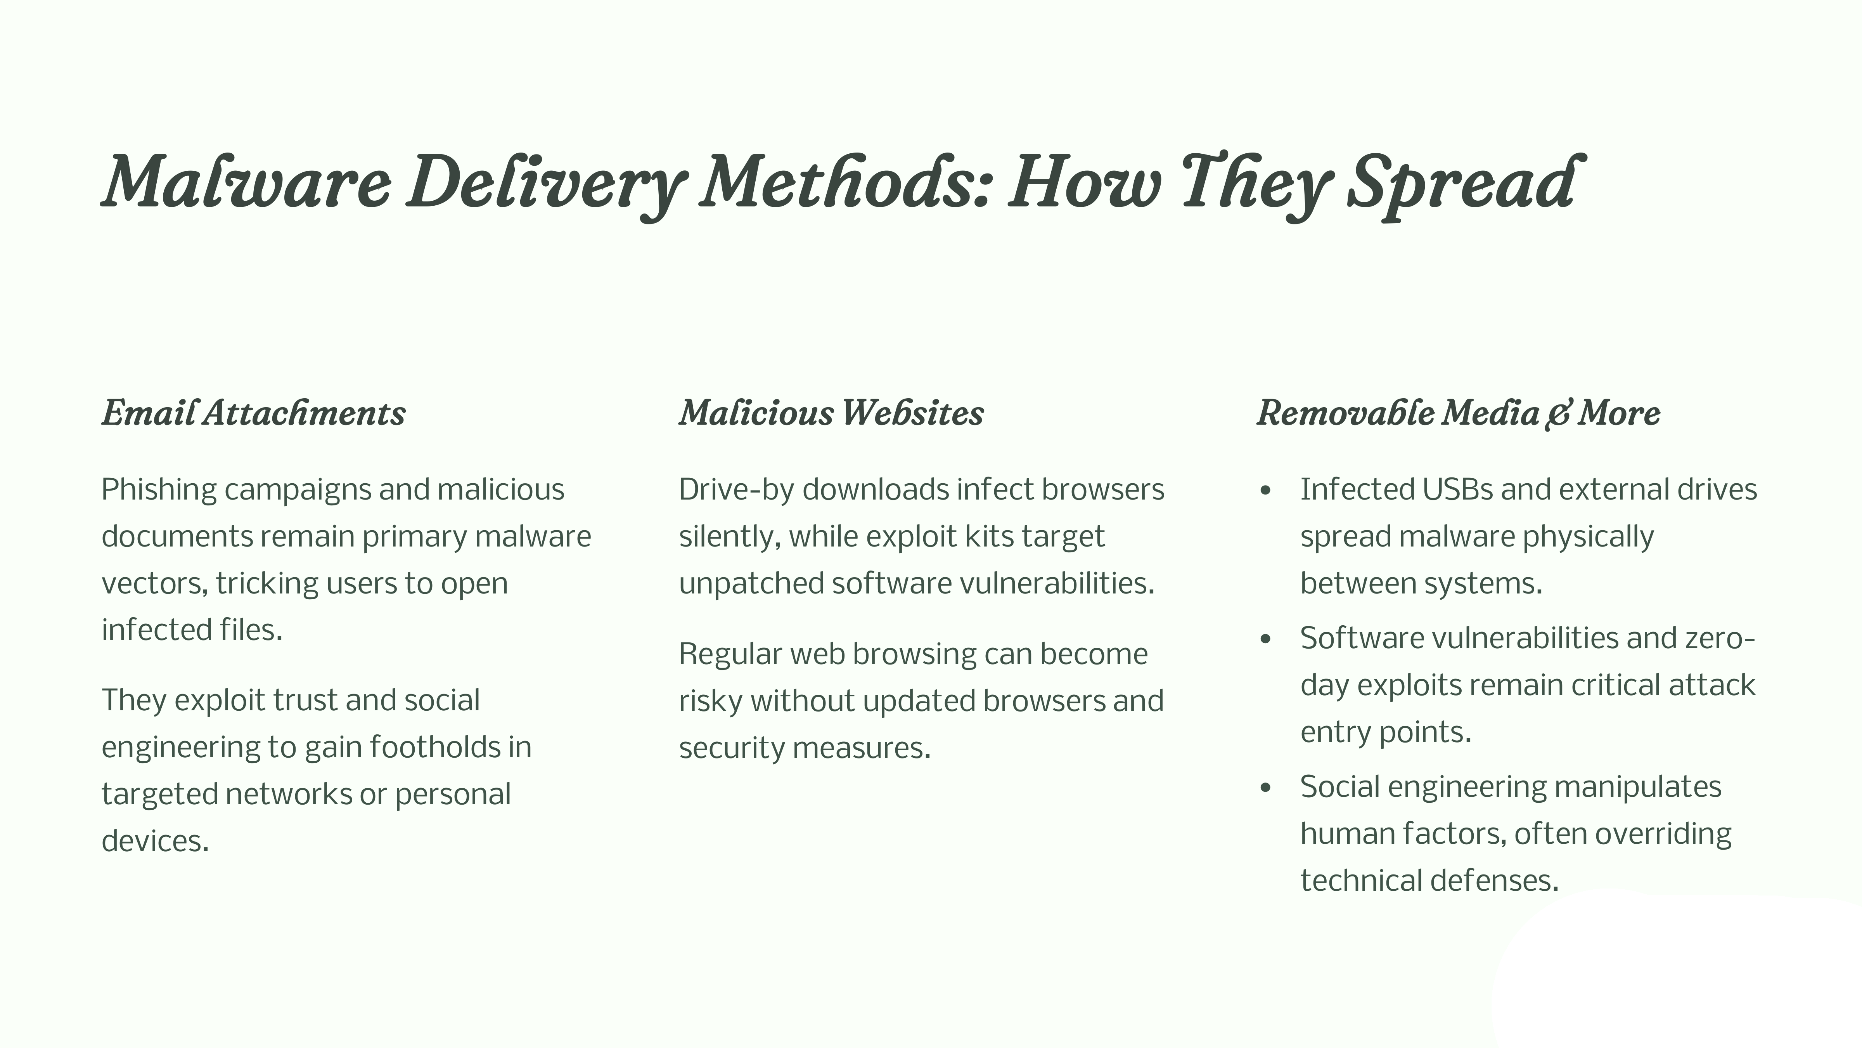 Malware Delivery Methods: How They Spread
Email Attachments
Phishing campaigns and malicious
documents remain primary malware
vectors, tricking users to open
infected files.
They exploit trust and social
engineering to gain footholds in
targeted networks or personal
devices.
Malicious Websites
Drive-by downloads infect browsers
silently, while exploit kits target
unpatched software vulnerabilities.
Regular web browsing can become
risky without updated browsers and
security measures.
Removable Media & More
• Infected USBs and external drives
spread malware physically
between systems.
• Software vulnerabilities and zero-
day exploits remain critical attack
entry points.
• Social engineering manipulates
human factors, often overriding
technical defenses.